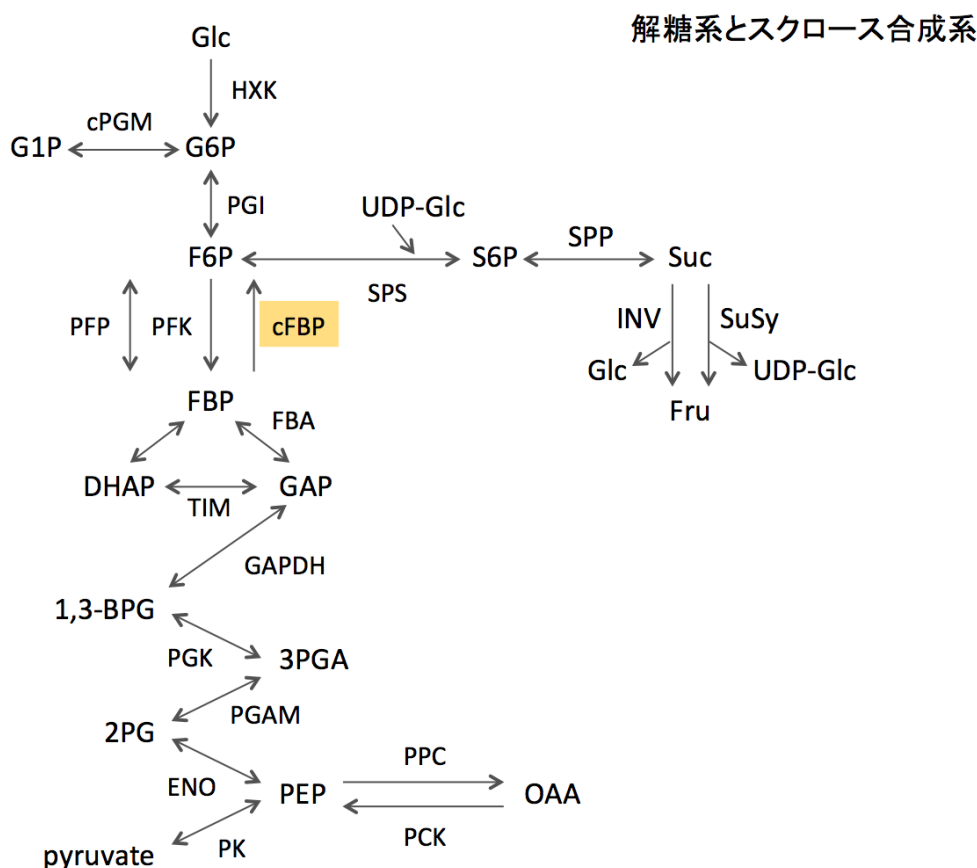 解糖系とスクロース合成系
Glc
HXK
cPGM
G1P
G6P
PGI
UDP-Glc
F6P
S6P
SPP
Suc
SPS
PFP
PFK
cFBP
INV
SuSy
Glc
UDP-Glc
FBP
Fru
FBA
DHAP
GAP
TIM
GAPDH
1,3-BPG
PGK
3PGA
PGAM
2PG
PPC
ENO
PEP
OAA
PCK
PK
pyruvate